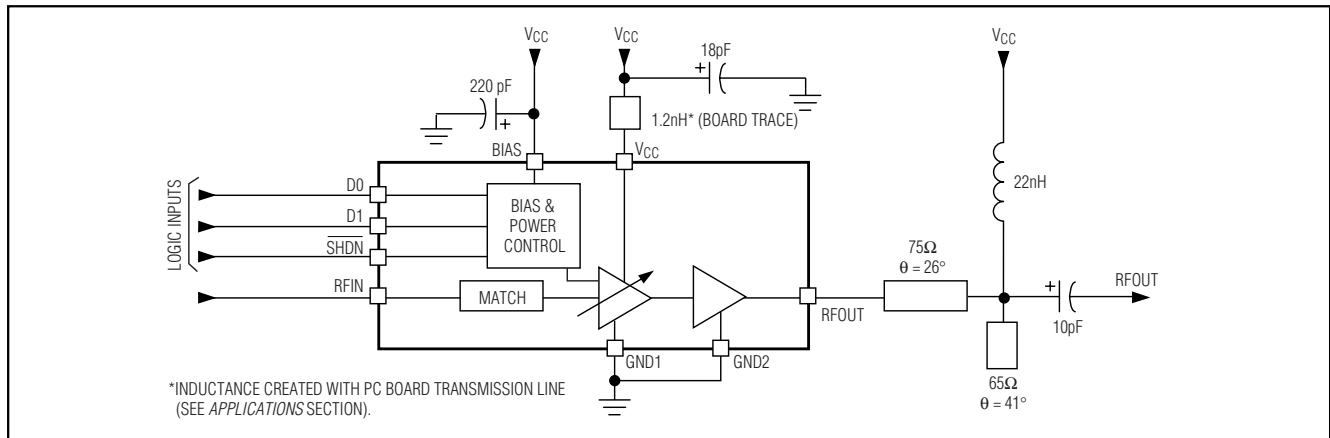 VCC
VCC
18pF
VCC
+
220 pF
+
1.2nH* (BOARD TRACE)
BIAS
VCC
LOGIC INPUTS
D0
D1
SHDN
RFIN
BIAS &
POWER
CONTROL
MATCH
22nH
75Ω
θ = 26°
RFOUT
+
10pF
RFOUT
GND1
GND2
65Ω
θ = 41°
*INDUCTANCE CREATED WITH PC BOARD TRANSMISSION LINE
(SEE APPLICATIONS SECTION).